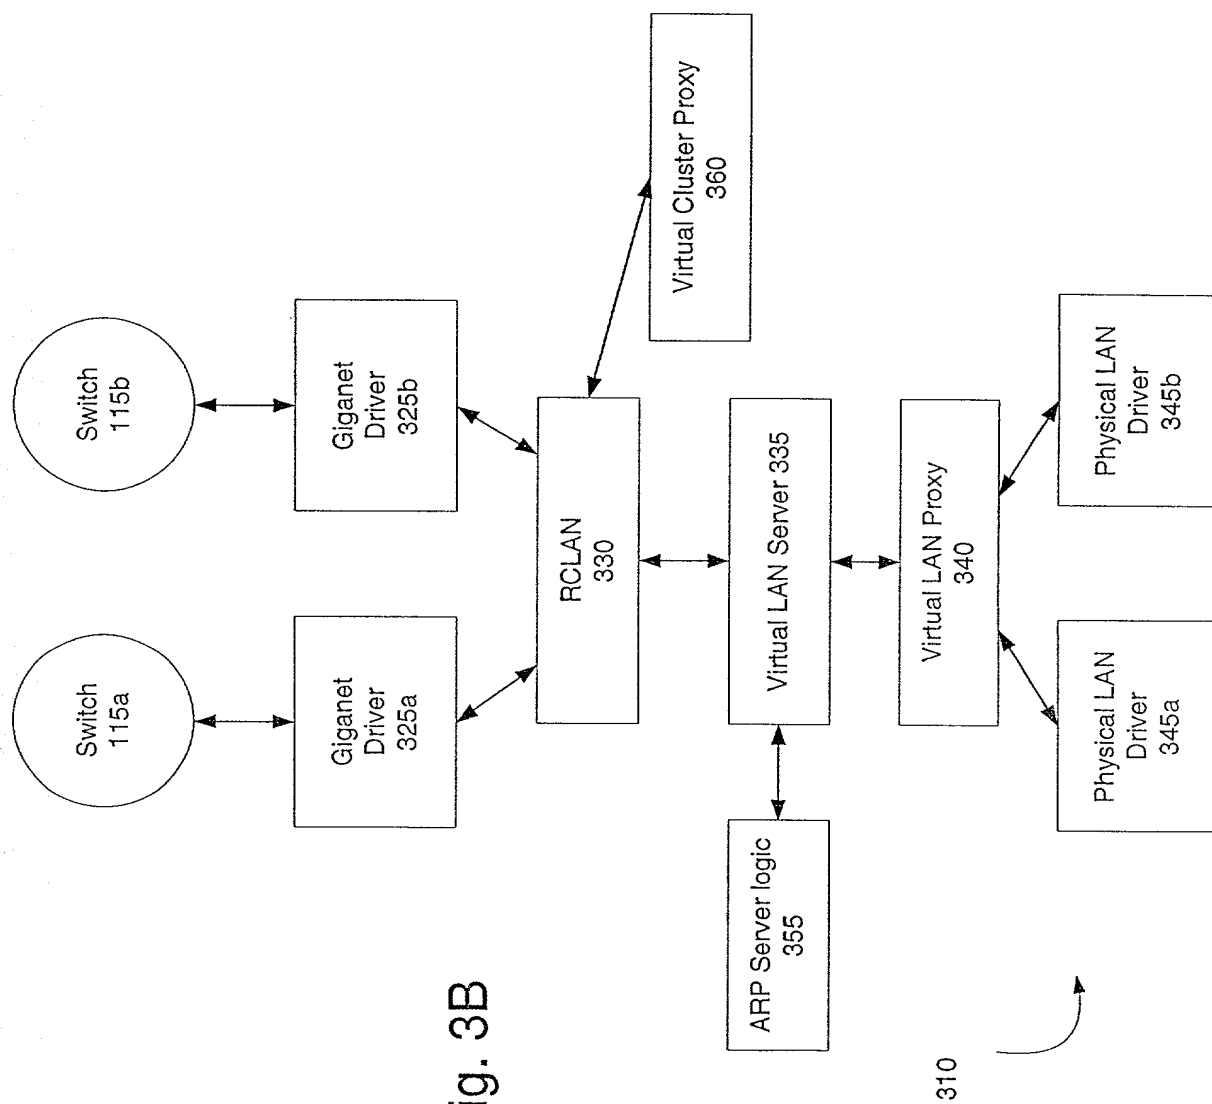 Switch
115a
Switch
115b
Giganet
Driver
325a
Giganet
Driver
325b
RCLAN
330
Virtual Cluster Proxy
360
ARP Server logic
355
Virtual LAN Server 335
Virtual LAN Proxy
340
Physical LAN
Driver
345a
Physical LAN
Driver
345b
310
ig. 3B